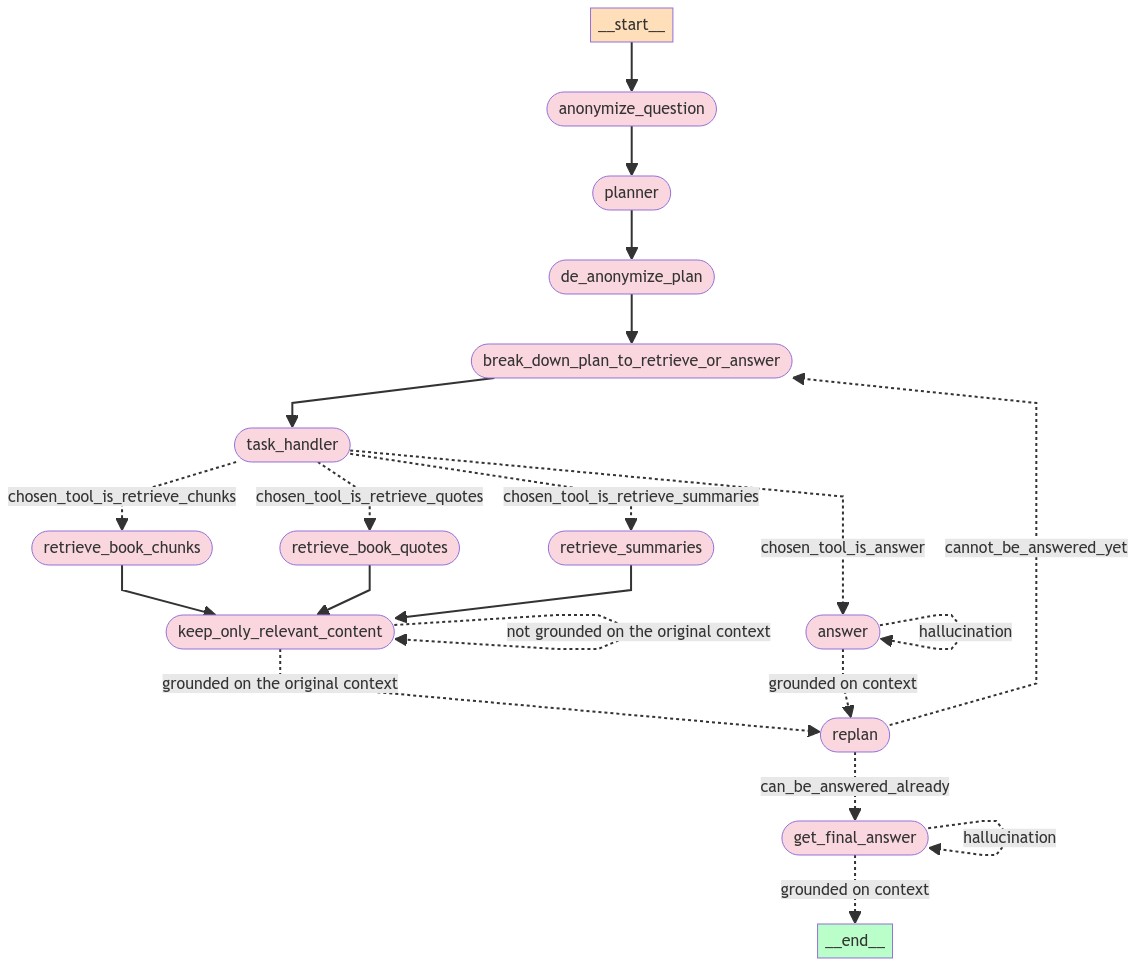 __start__
anonymize_question
planner
de_anonymize_plan
break_down_plan_to_retrieve_or_answer
task_handler
chosen_tool_is_retrieve_chunks
chosen_tool_is_retrieve_quotes
chosen_tool_is_retrieve_summaries
retrieve_book_chunks
retrieve_book_quotes
retrieve_summaries
chosen_tool_is_answer
cannot_be_answered_yet
keep_only_relevant_content
not grounded on the original context
answer
hallucination
grounded on the original context
grounded on context
replan
can_be_answered_already
get_final_answer
hallucination
grounded on context
__end__